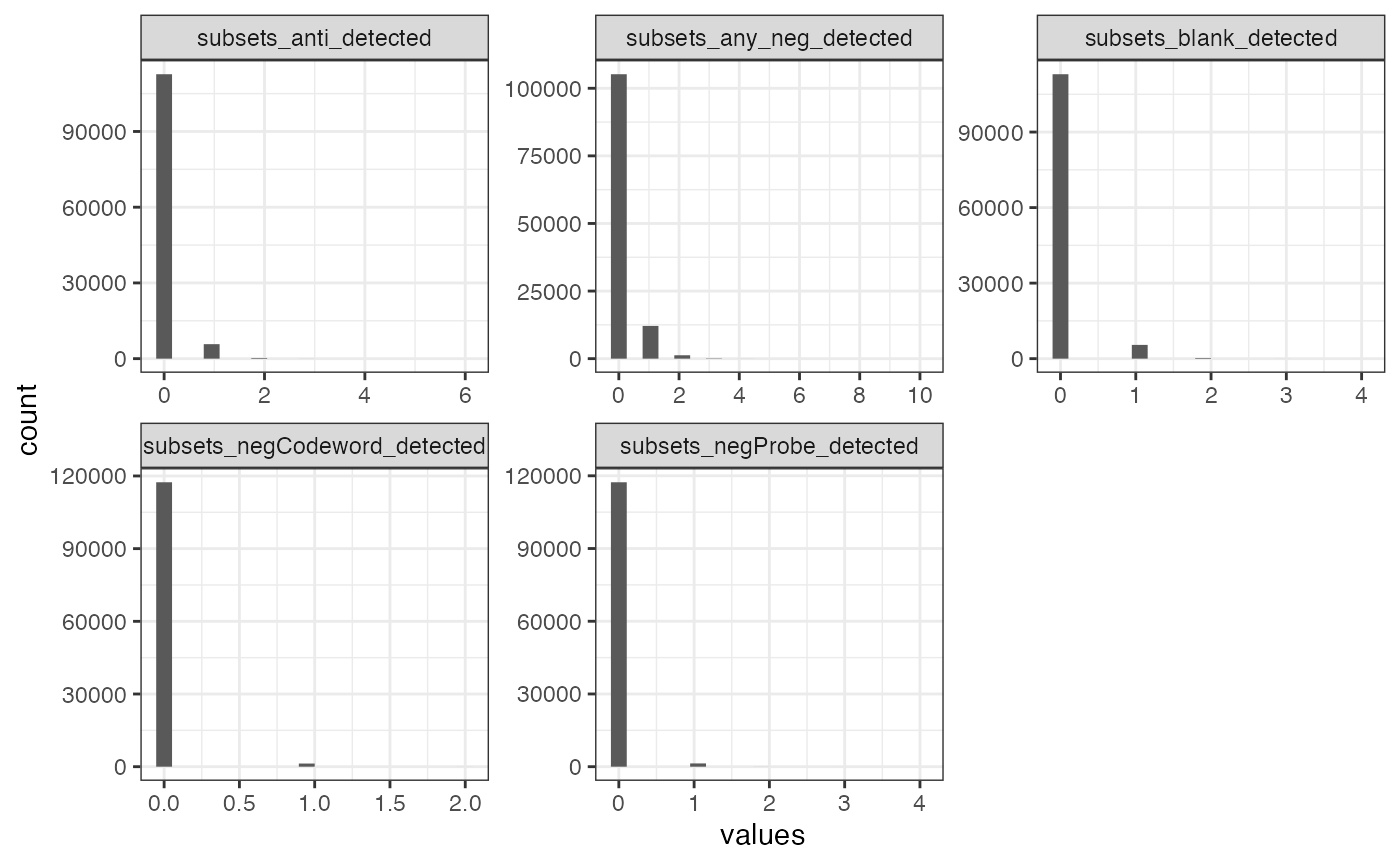 subsets_anti_detected
subsets_any_neg_detected
subsets_blank_detected
90000
60000
30000
0
100000
75000
50000
25000
0
90000
60000
30000
0
0 2 4 6
0 2 4 6 8 10
0 1 2 3 4
count
subsets_negCodeword_detected
subsets_negProbe_detected
120000
90000
60000
30000
0
120000
90000
60000
30000
0
0.0 0.5 1.0 1.5 2.0
0 1 2 3 4
values